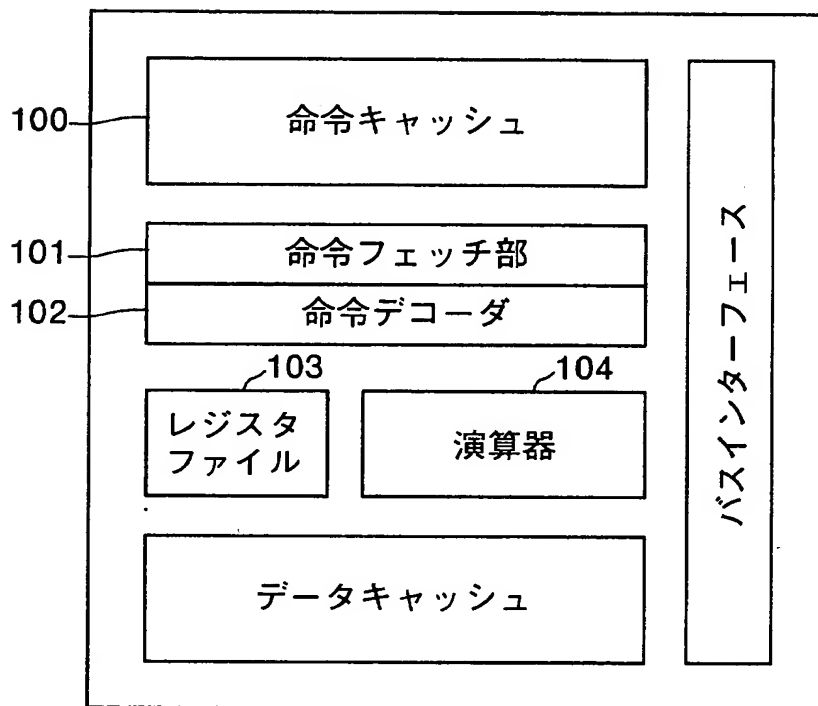 100
命令キャッシュ
101
命令フェッチ部
102
命令デコーダ
103
レジスタ
ファイル
104
演算器
データキャッシュ
バスインターフェース